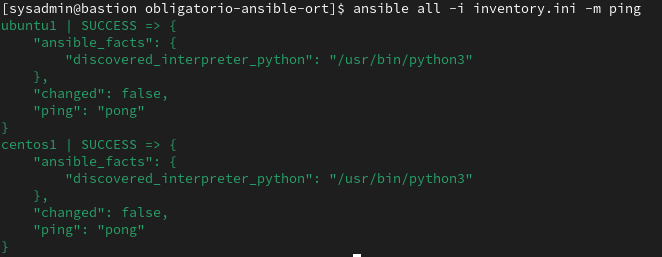 [sysadmin@bastion obligatorio-ansible-ort]$ ansible all -i inventory.ini -m ping
ubuntu1 | SUCCESS => {
    "ansible_facts": {
        "discovered_interpreter_python": "/usr/bin/python3"
    },
    "changed": false,
    "ping": "pong"
}
centos1 | SUCCESS => {
    "ansible_facts": {
        "discovered_interpreter_python": "/usr/bin/python3"
    },
    "changed": false,
    "ping": "pong"
}